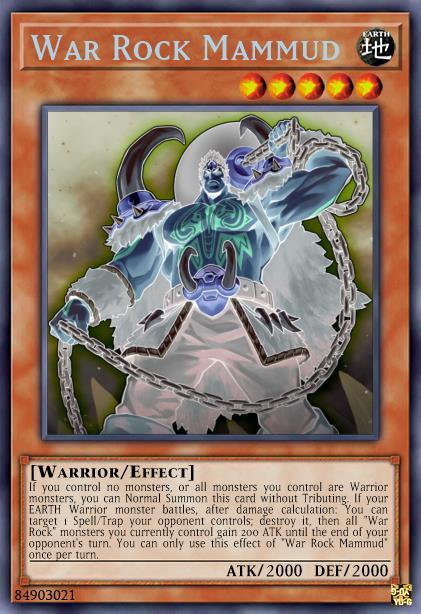 War Rock Mammud
EARTH
地
[Warrior/Effect]
If you control no monsters, or all monsters you control are Warrior
monsters, you can Normal Summon this card without Tributing. If your
EARTH Warrior monster battles, after damage calculation: You can
target 1 Spell/Trap your opponent controls; destroy it, then all "War
Rock" monsters you currently control gain 200 ATK until the end of your
opponent's turn. You can only use this effect of "War Rock Mammud"
once per turn.
ATK/2000 DEF/2000
84903021